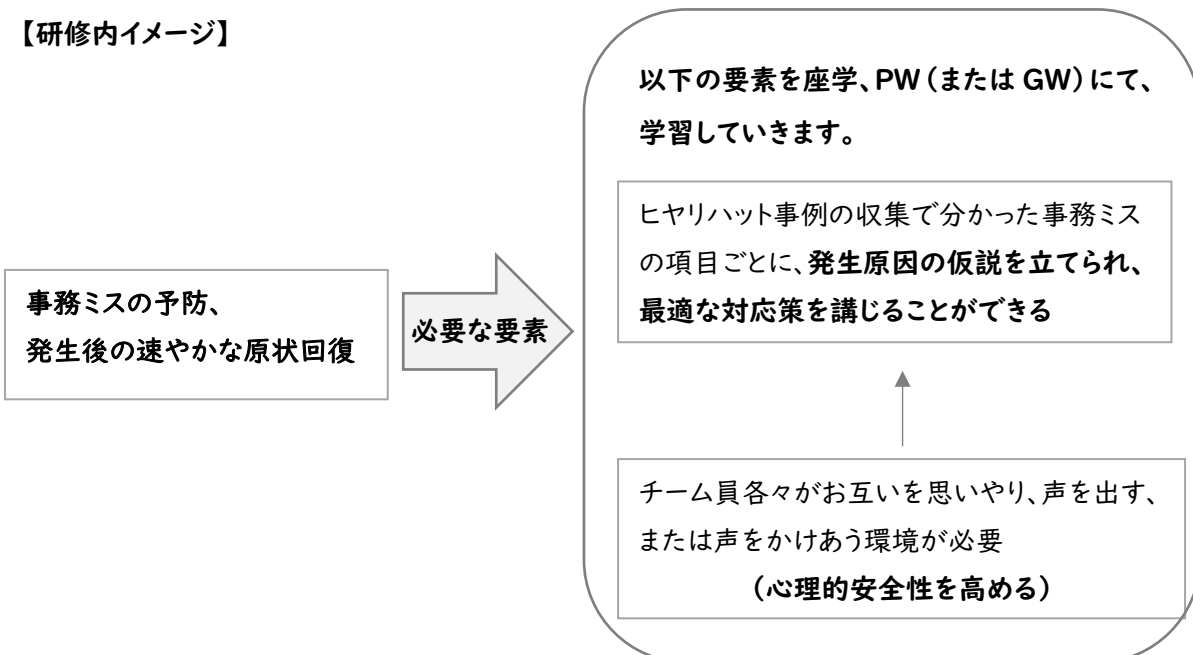 【研修内イメージ】
以下の要素を座学、PW(または GW)にて、
学習していきます。
ヒヤリハット事例の収集で分かった事務ミス
の項目ごとに、発生原因の仮説を立てられ、
最適な対応策を講じることができる
事務ミスの予防、
発生後の速やかな原状回復
必要な要素
チーム員各々がお互いを思いやり、声を出す、
または声をかけあう環境が必要
(心理的安全性を高める)